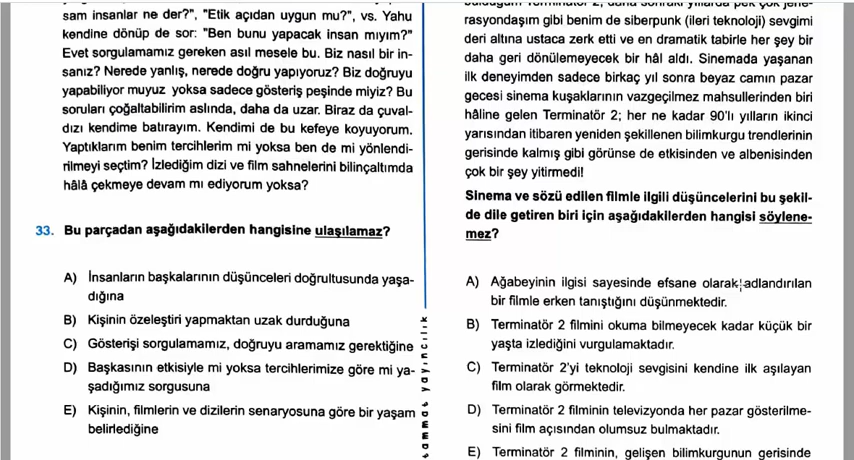 sam insanlar ne der?", "Etik açıdan uygun mu?", vs. Yahu
kendine dönüp de sor: "Ben bunu yapacak insan mıyım?"
Evet sorgulamamız gereken asıl mesele bu. Biz nasıl bir in-
sanız? Nerede yanlış, nerede doğru yapıyoruz? Biz doğruyu
yapabiliyor muyuz yoksa sadece gösteriş peşinde miyiz? Bu
soruları çoğaltabilirim aslında, daha da uzar. Biraz da çuval-
dızı kendime batırayım. Kendimi de bu kefeye koyuyorum.
Yaptıklarım benim tercihlerim mi yoksa ben de mi yönlendi-
rilmeyi seçtim? İzlediğim dizi ve film sahnelerini bilinçaltımda
hâlâ çekmeye devam mı ediyorum yoksa?
33. Bu parçadan aşağıdakilerden hangisine ulaşılamaz?
A) İnsanların başkalarının düşünceleri doğrultusunda yaşa-
dığına
B) Kişinin özeleştiri yapmaktan uzak durduğuna
C) Gösterişi sorgulamamız, doğruyu aramamız gerektiğine
D) Başkasının etkisiyle mi yoksa tercihlerimize göre mi ya-
şadığımız sorgusuna
E) Kişinin, filmlerin ve dizilerin senaryosuna göre bir yaşam
belirlediğine
tammat yayıncılık
rasyondaşım gibi benim de siberpunk (ileri teknoloji) sevgimi
deri altına ustaca zerk etti ve en dramatik tabirle her şey bir
daha geri dönülemeyecek bir hâl aldı. Sinemada yaşanan
ilk deneyimden sadece birkaç yıl sonra beyaz camın pazar
gecesi sinema kuşaklarının vazgeçilmez mahsullerinden biri
hâline gelen Terminatör 2; her ne kadar 90'lı yılların ikinci
yarısından itibaren yeniden şekillenen bilimkurgu trendlerinin
gerisinde kalmış gibi görünse de etkisinden ve albenisinden
çok bir şey yitirmedi!
Sinema ve sözü edilen filmle ilgili düşüncelerini bu şekil-
de dile getiren biri için aşağıdakilerden hangisi söylene-
mez?
A) Ağabeyinin ilgisi sayesinde efsane olarak adlandırılan
bir filmle erken tanıştığını düşünmektedir.
B) Terminatör 2 filmini okuma bilmeyecek kadar küçük bir
yaşta izlediğini vurgulamaktadır.
C) Terminatör 2'yi teknoloji sevgisini kendine ilk aşılayan
film olarak görmektedir.
D) Terminatör 2 filminin televizyonda her pazar gösterilme-
sini film açısından olumsuz bulmaktadır.
E) Terminatör 2 filminin, gelişen bilimkurgunun gerisinde